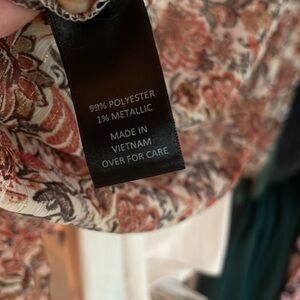 99% POLYESTER
1% METALLIC
MADE IN
VIETNAM
OVER FOR CARE